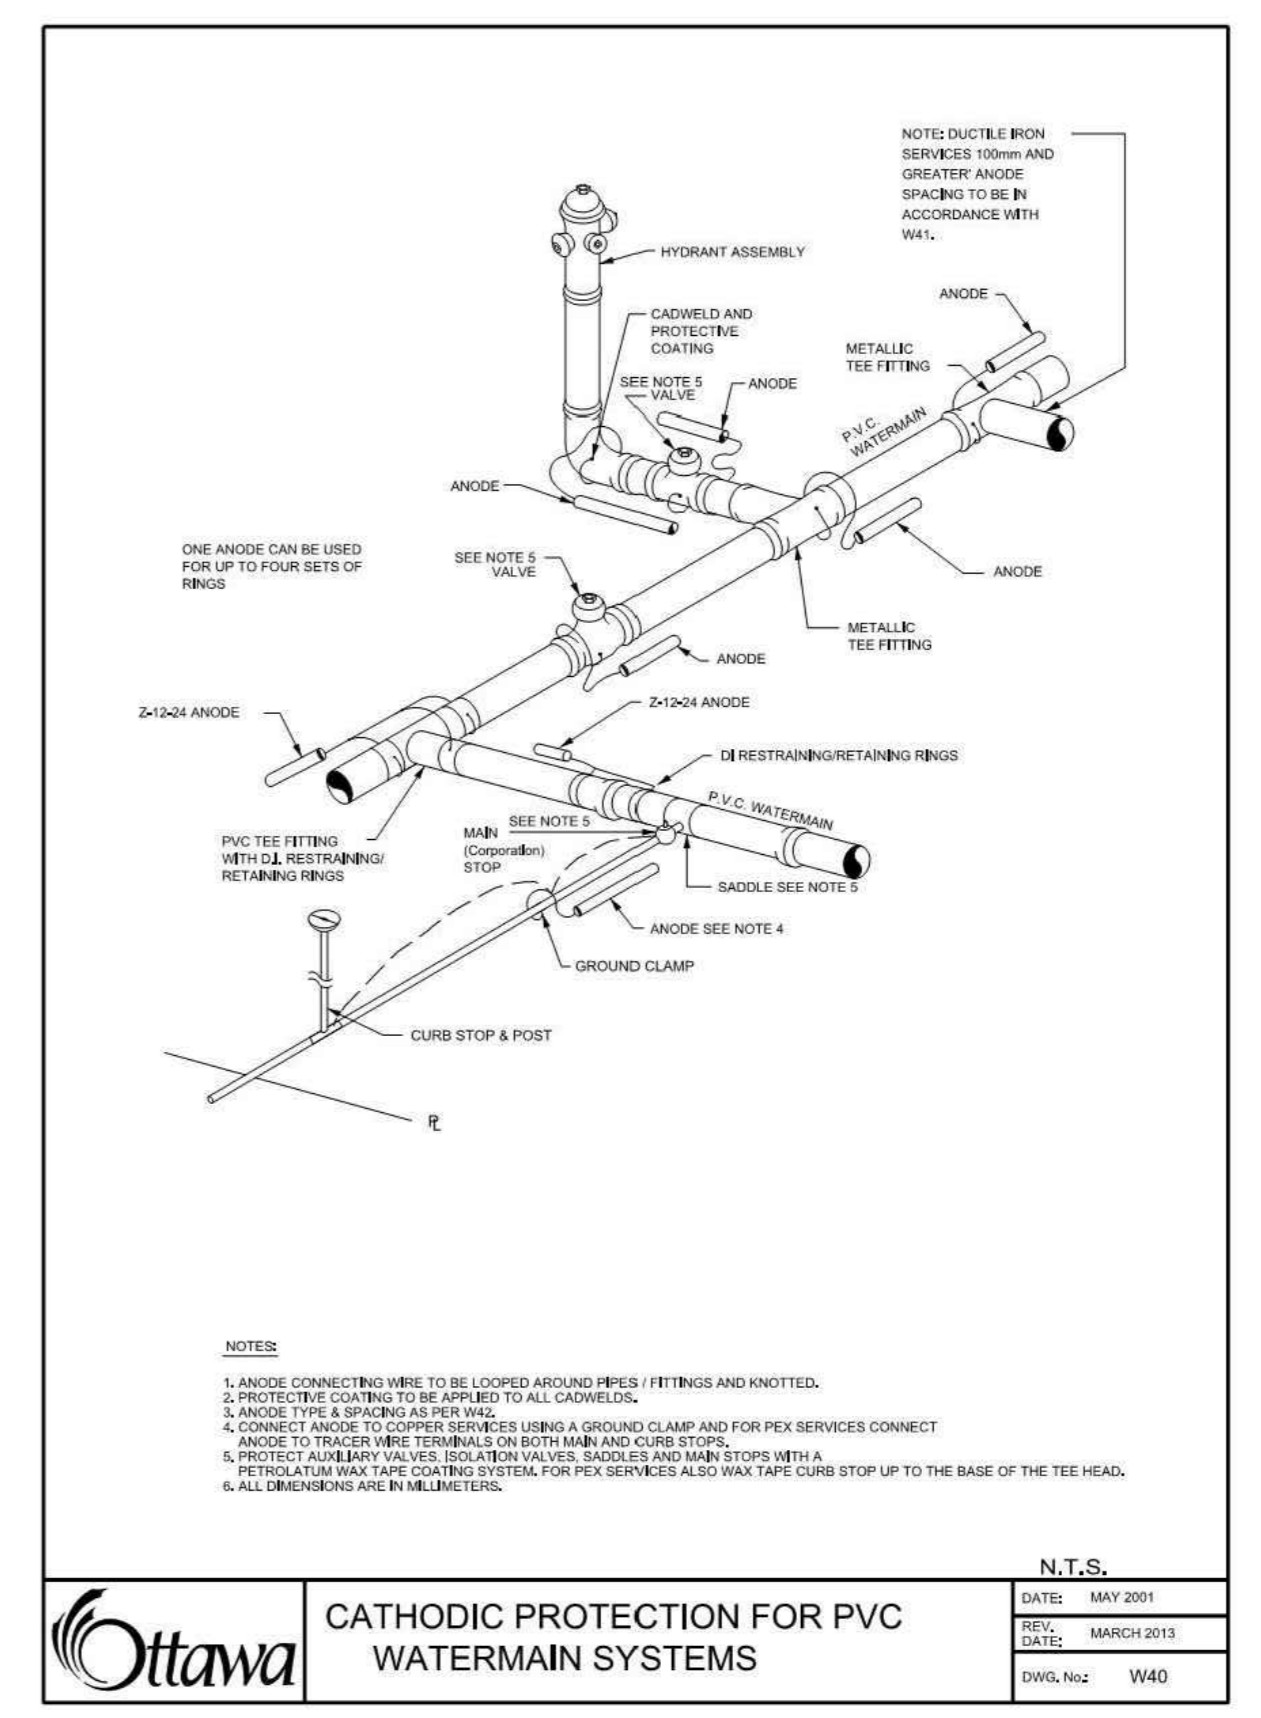 NOTE: DUCTILE IRON
SERVICES 100mm AND
GREATER' ANODE
SPACING TO BE IN
ACCORDANCE WITH
W41.
HYDRANT ASSEMBLY
ANODE
CADWELD AND
PROTECTIVE
COATING
METALLIC
TEE FITTING
SEE NOTE 5
VALVE
ANODE
P.V.C.
WATERMAIN
ANODE
ONE ANODE CAN BE USED
FOR UP TO FOUR SETS OF
RINGS
SEE NOTE 5
VALVE
ANODE
METALLIC
TEE FITTING
ANODE
Z-12-24 ANODE
Z-12-24 ANODE
DI RESTRAINING/RETAINING RINGS
P.V.C. WATERMAIN
SEE NOTE 5
MAIN
(Corporation)
STOP
PVC TEE FITTING
WITH D.I. RESTRAINING/
RETAINING RINGS
SADDLE SEE NOTE 5
ANODE SEE NOTE 4
GROUND CLAMP
CURB STOP & POST
PL
NOTES:
1. ANODE CONNECTING WIRE TO BE LOOPED AROUND PIPES / FITTINGS AND KNOTTED.
2. PROTECTIVE COATING TO BE APPLIED TO ALL CADWELDS.
3. ANODE TYPE & SPACING AS PER W42.
4. CONNECT ANODE TO COPPER SERVICES USING A GROUND CLAMP AND FOR PEX SERVICES CONNECT
ANODE TO TRACER WIRE TERMINALS ON BOTH MAIN AND CURB STOPS.
5. PROTECT AUXILIARY VALVES, ISOLATION VALVES, SADDLES AND MAIN STOPS WITH A
PETROLATUM WAX TAPE COATING SYSTEM. FOR PEX SERVICES ALSO WAX TAPE CURB STOP UP TO THE BASE OF THE TEE HEAD.
6. ALL DIMENSIONS ARE IN MILLIMETERS.
N.T.S.
Ottawa
CATHODIC PROTECTION FOR PVC
WATERMAIN SYSTEMS
DATE: MAY 2001
REV.
DATE: MARCH 2013
DWG. No.: W40